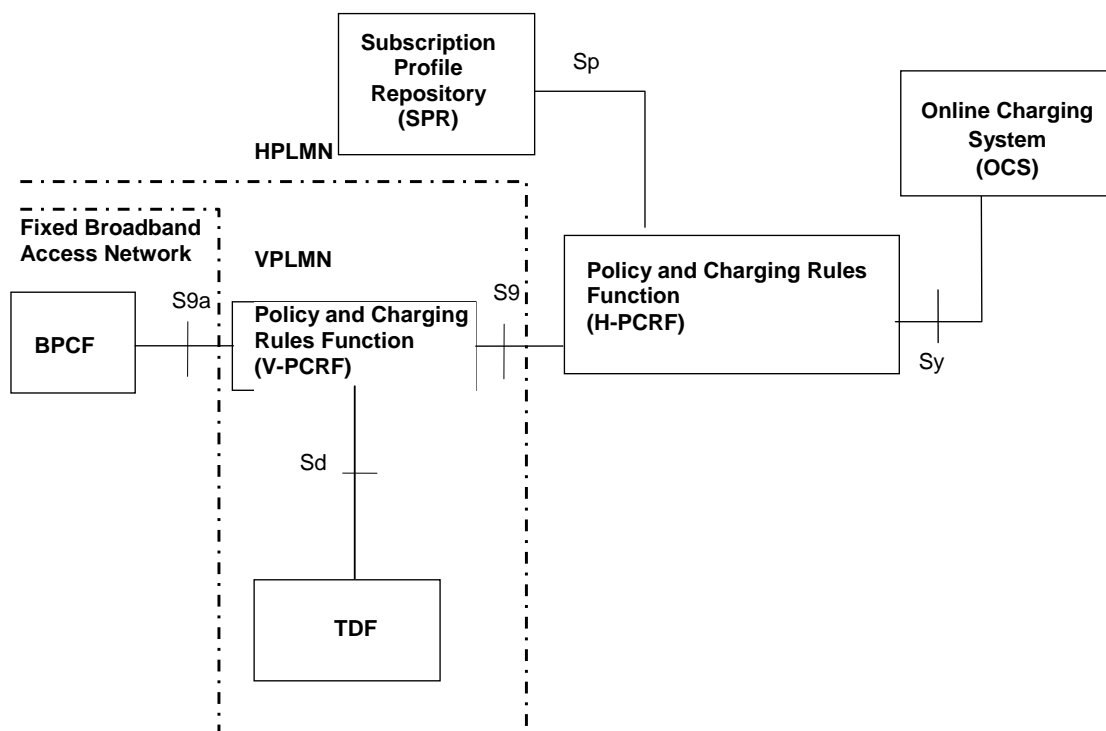 Subscription
Profile
Repository
(SPR)
Sp
Online Charging
System
(OCS)
HPLMN
Fixed Broadband
Access Network
VPLMN
S9a
S9
BPCF
Policy and Charging
Rules Function
(V-PCRF)
Policy and Charging Rules
Function
(H-PCRF)
Sy
Sd
TDF